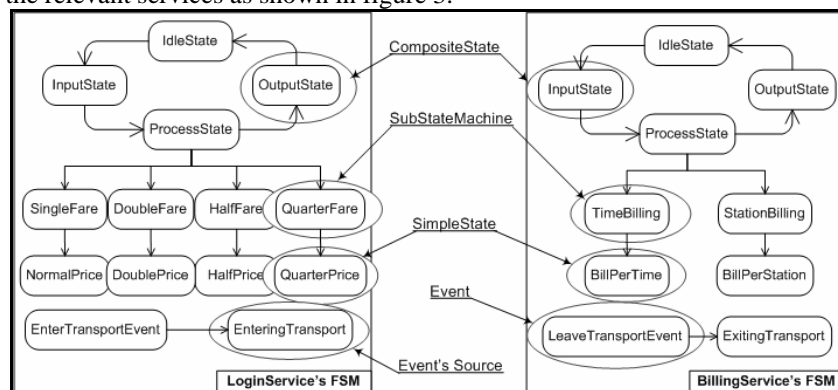 the relevant services as shown in figure 3.
IdleState
CompositeState
IdleState
InputState
OutputState
InputState
OutputState
ProcessState
SubStateMachine
ProcessState
SingleFare
DoubleFare
HalfFare
QuarterFare
TimeBilling
StationBilling
SimpleState
NormalPrice
DoublePrice
HalfPrice
QuarterPrice
BillPerTime
BillPerStation
Event
EnterTransportEvent
EnteringTransport
LeaveTransportEvent
ExitingTransport
Event's Source
LoginService's FSM
BillingService's FSM